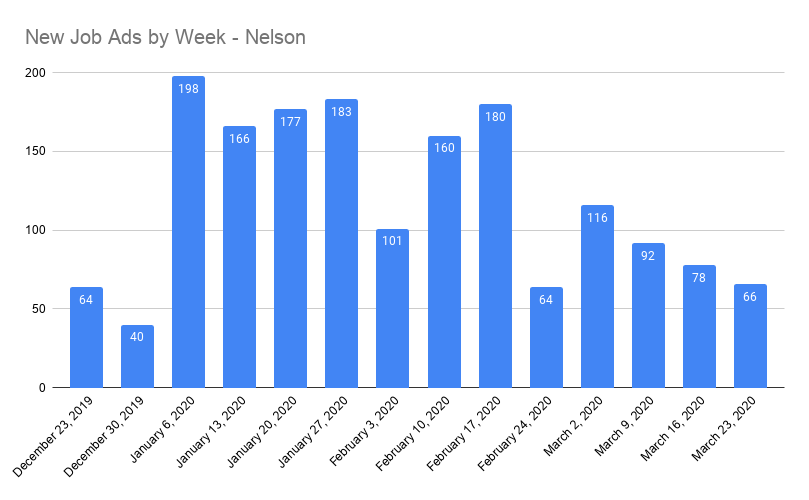 New Job Ads by Week - Nelson
200
150
100
50
0
64
40
198
166
177
183
101
160
180
64
116
92
78
66
December 23, 2019
December 30, 2019
January 6, 2020
January 13, 2020
January 20, 2020
January 27, 2020
February 3, 2020
February 10, 2020
February 17, 2020
February 24, 2020
March 2, 2020
March 9, 2020
March 16, 2020
March 23, 2020